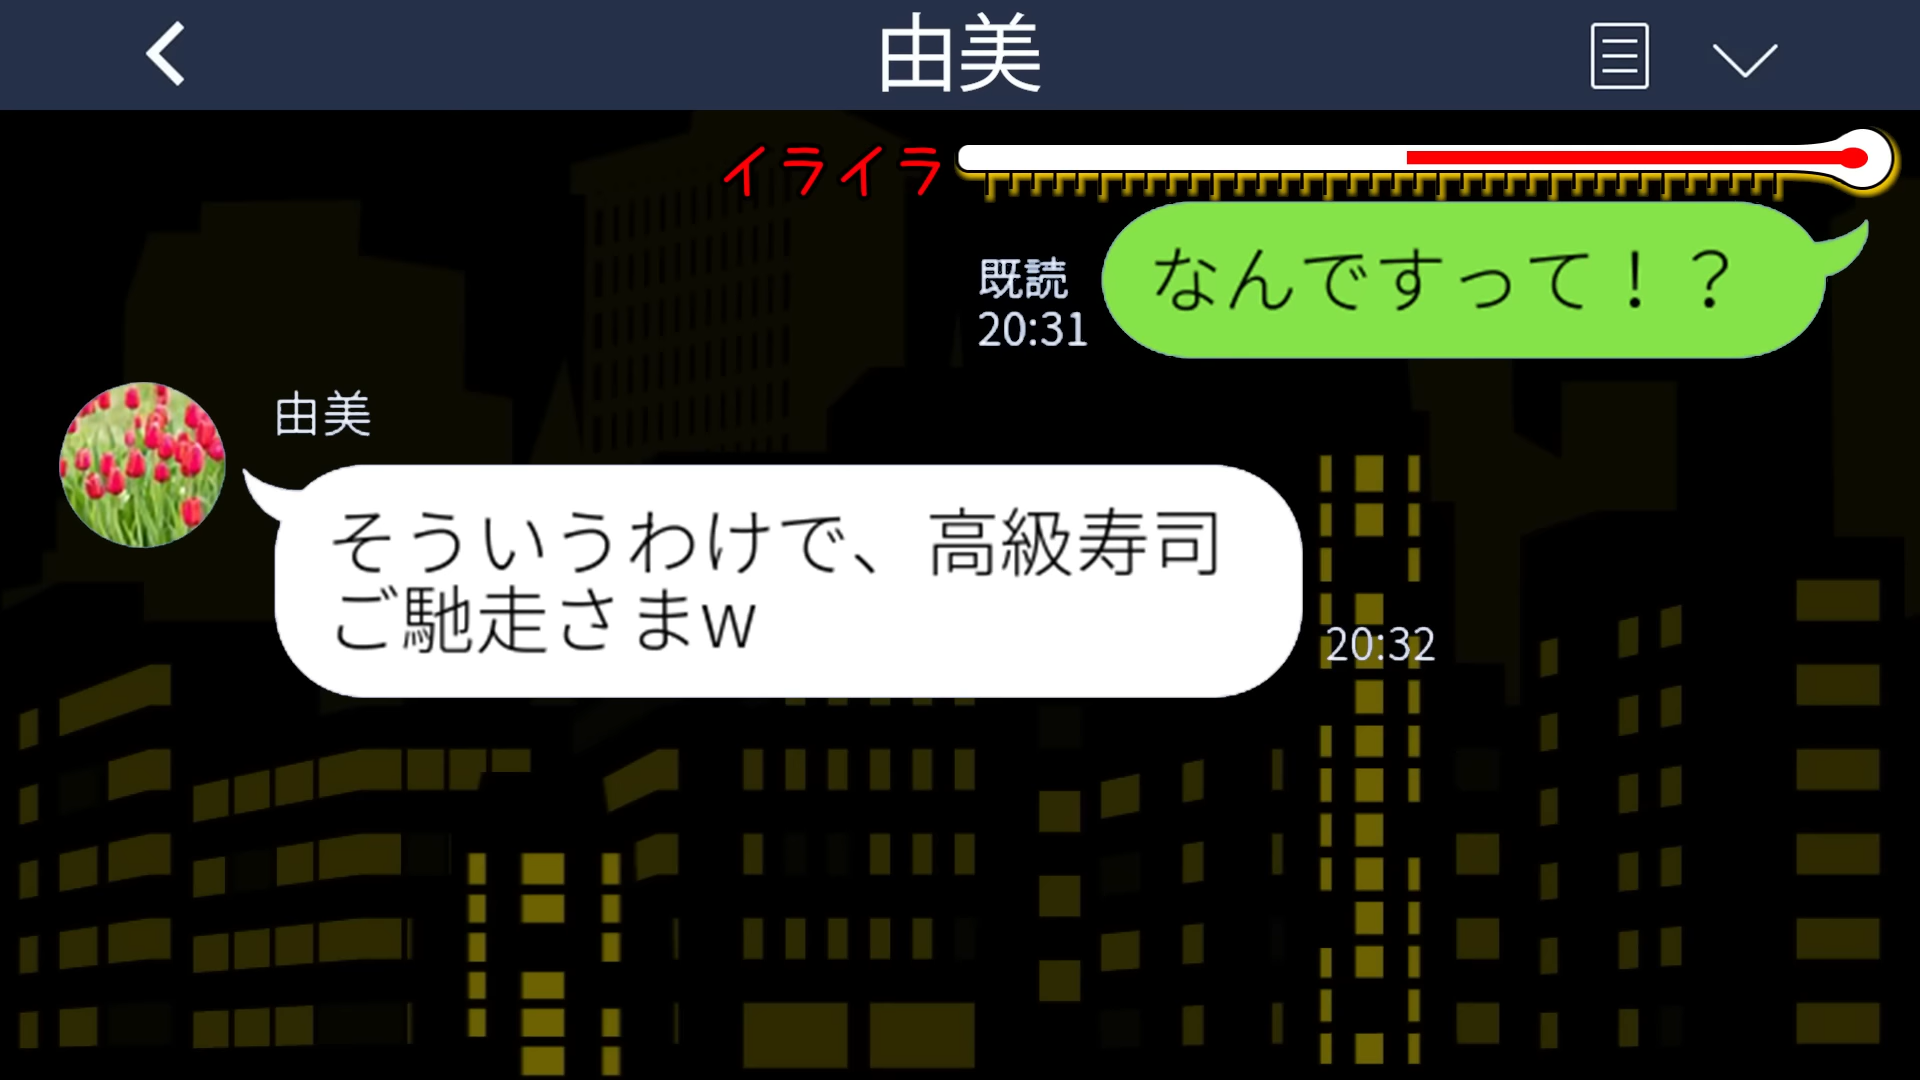 由美
イライラ
なんですって！？
既読
20:31
由美
そういうわけで、高級寿司
ご馳走さまw
20:32